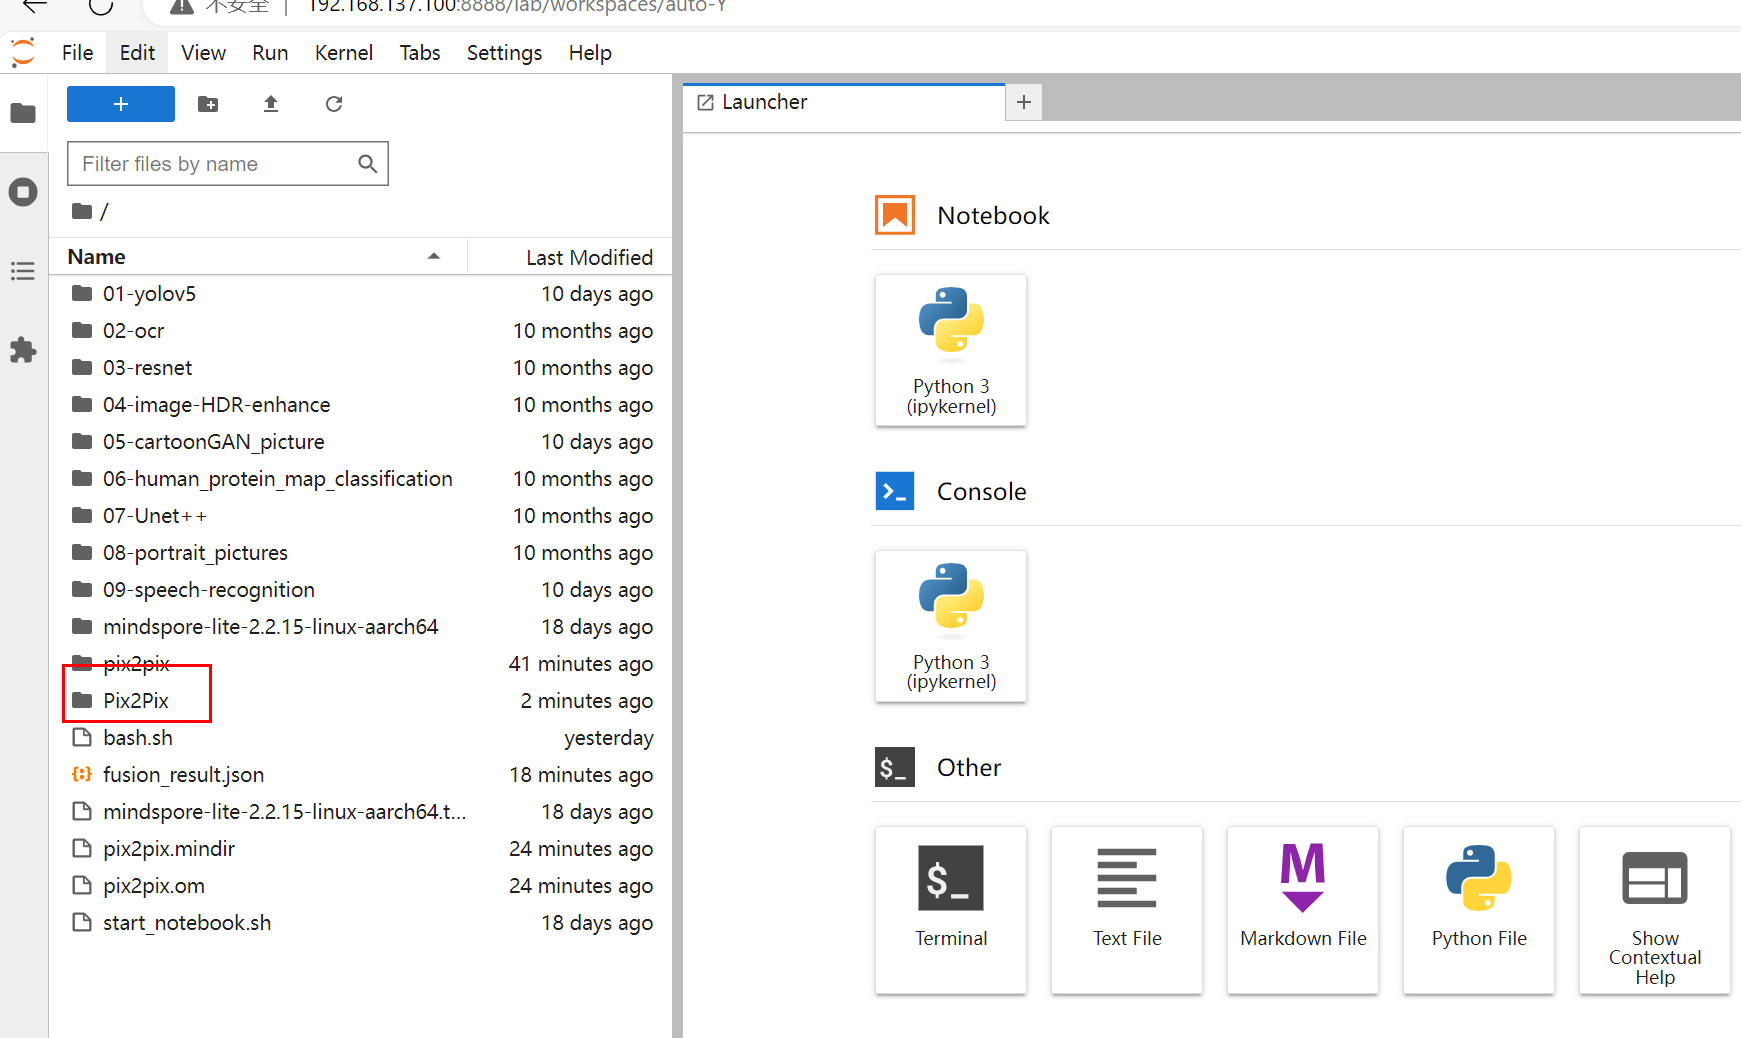 不安全 | 192.168.137.100:8888/lab/workspaces/auto-Y
File Edit View Run Kernel Tabs Settings Help
+
Launcher +
Filter files by name
/
Name Last Modified
01-yolov5 10 days ago
02-ocr 10 months ago
03-resnet 10 months ago
04-image-HDR-enhance 10 months ago
05-cartoonGAN_picture 10 days ago
06-human_protein_map_classification 10 months ago
07-Unet++ 10 months ago
08-portrait_pictures 10 months ago
09-speech-recognition 10 days ago
mindspore-lite-2.2.15-linux-aarch64 18 days ago
pix2pix 41 minutes ago
Pix2Pix 2 minutes ago
bash.sh yesterday
fusion_result.json 18 minutes ago
mindspore-lite-2.2.15-linux-aarch64.t... 18 days ago
pix2pix.mindir 24 minutes ago
pix2pix.om 24 minutes ago
start_notebook.sh 18 days ago
Notebook
Python 3
(ipykernel)
Console
Python 3
(ipykernel)
$_ Other
$_
Terminal
Text File
Markdown File
Python File
Show
Contextual
Help